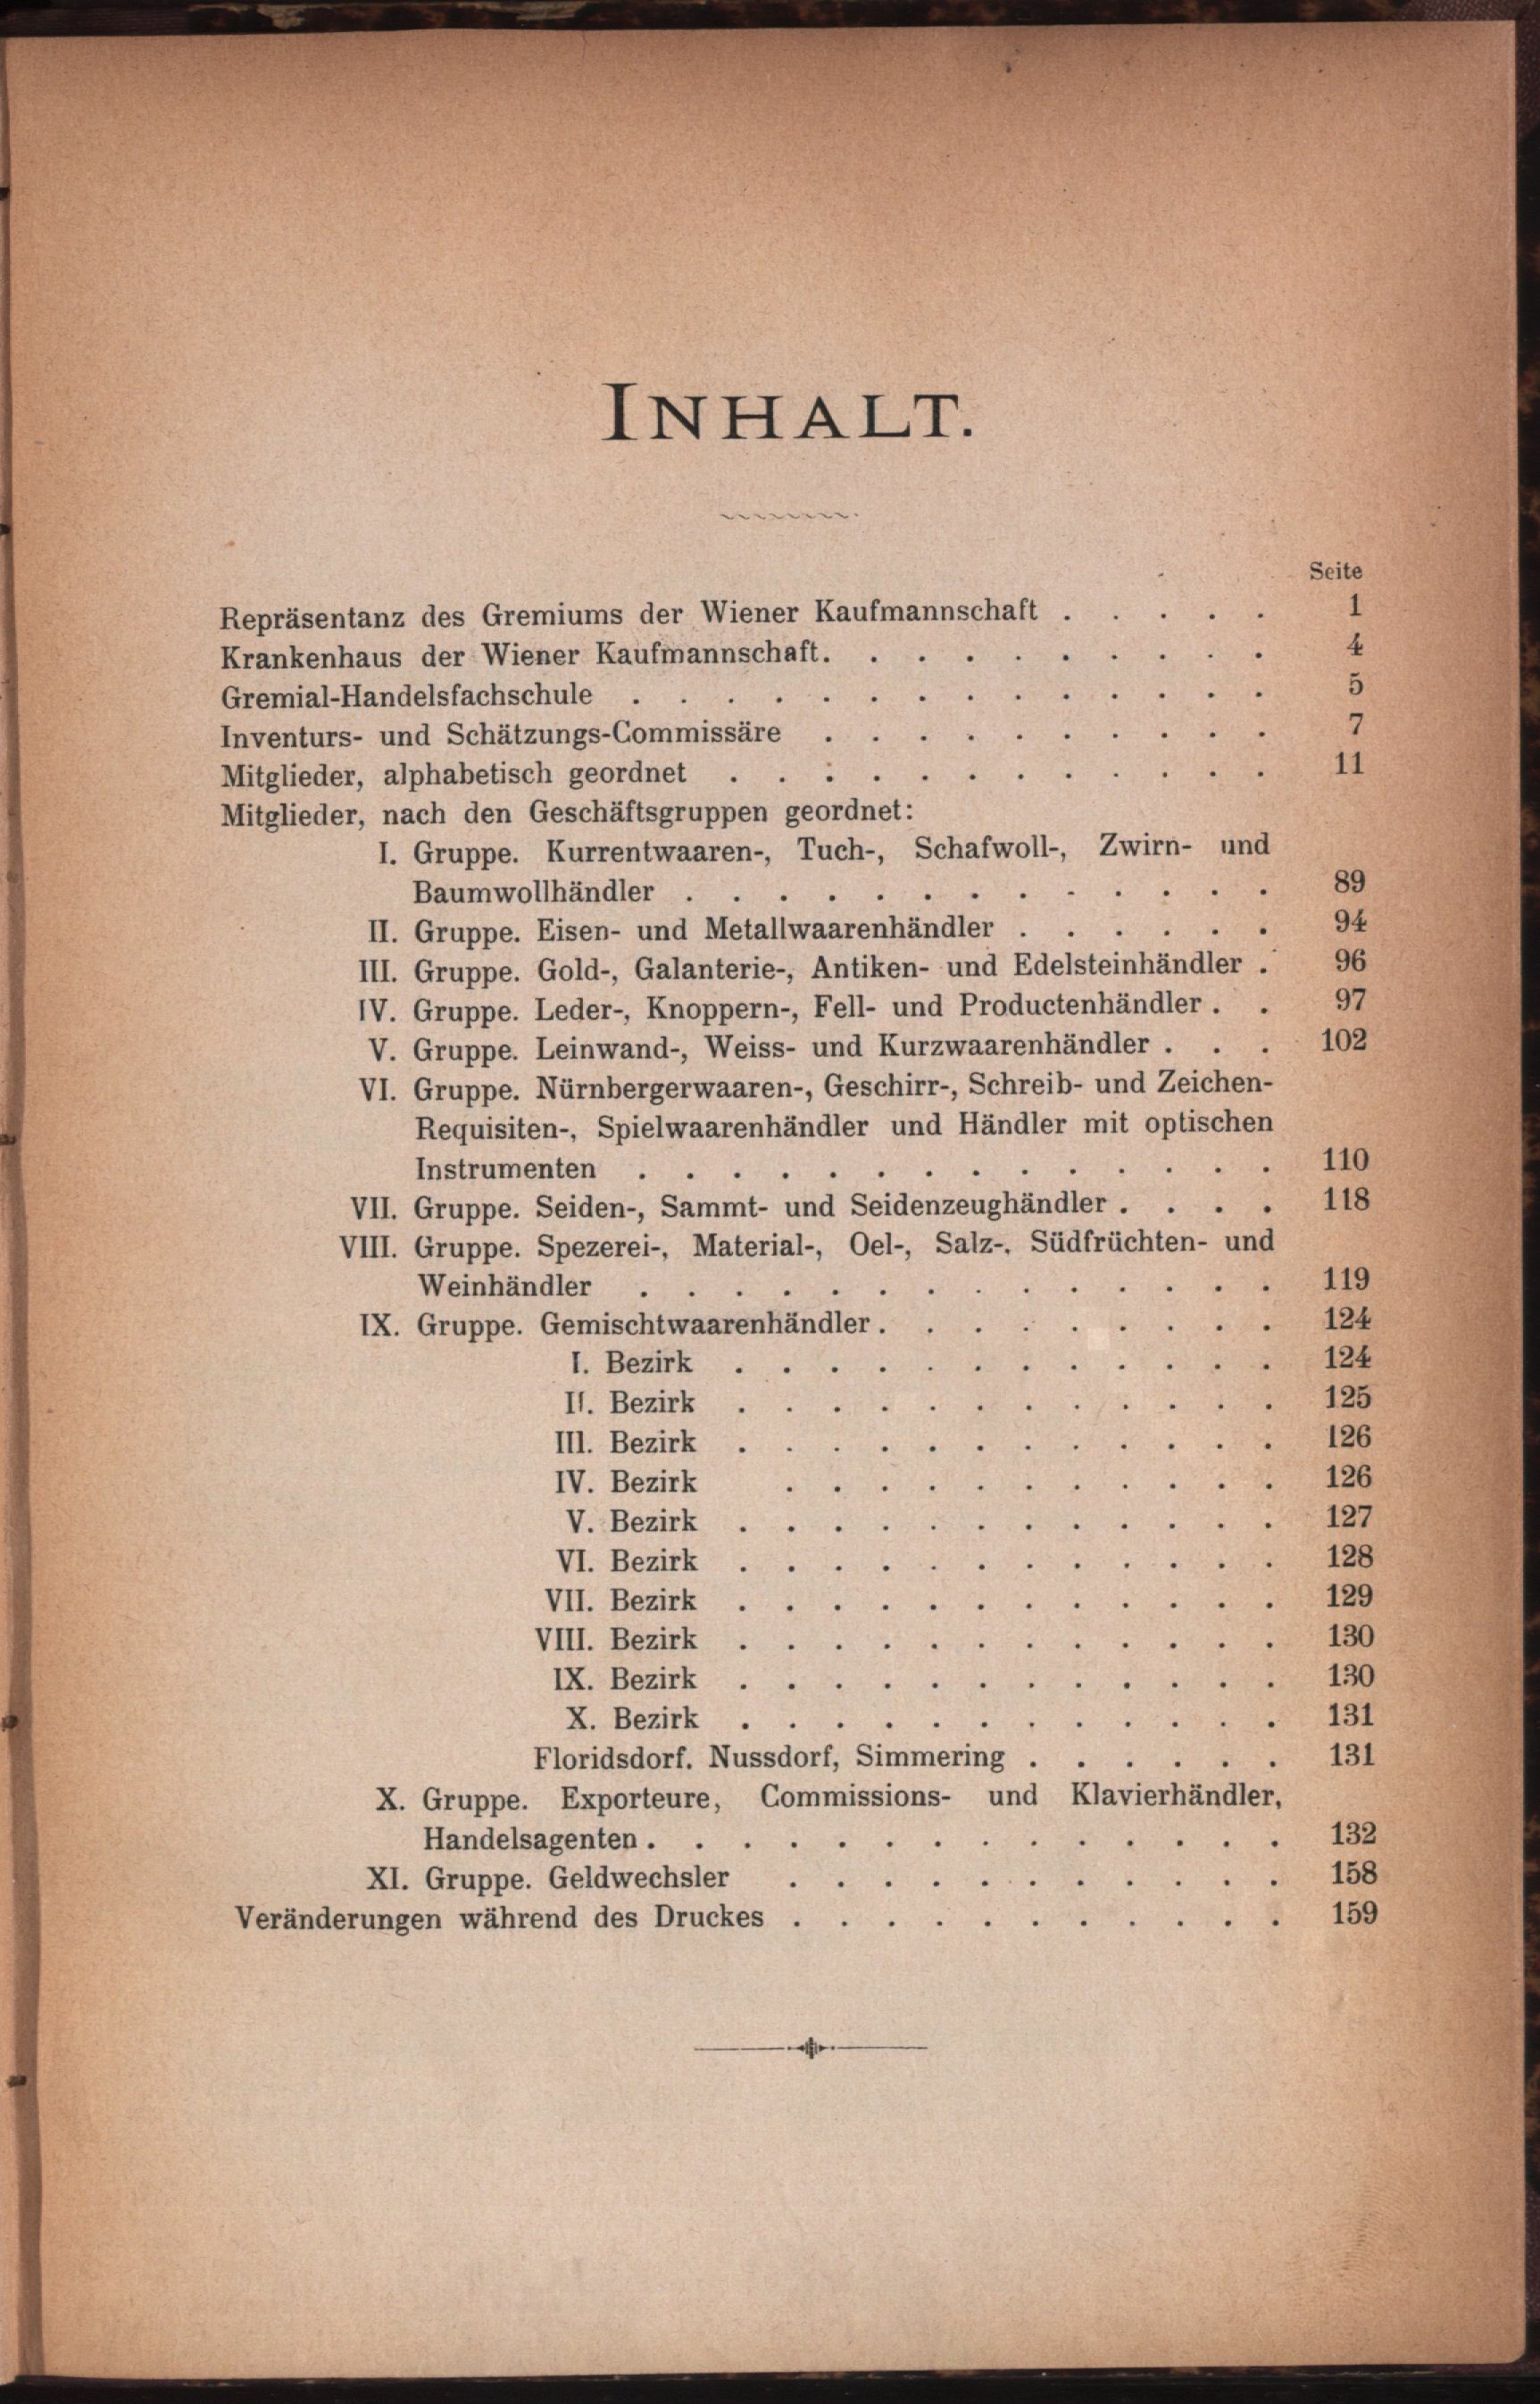 INHALT.
Seite
Repräsentanz des Gremiums der Wiener Kaufmannschaft . . . . . 1
Krankenhaus der Wiener Kaufmannschaft. . . . . . . . . . 4
Gremial-Handelsfachschule . . . . . . . . . . . . . . 5
Inventurs- und Schätzungs-Commissäre . . . . . . . . . . 7
Mitglieder, alphabetisch geordnet . . . . . . . . . . . . 11
Mitglieder, nach den Geschäftsgruppen geordnet:
I. Gruppe. Kurrentwaaren-, Tuch-, Schafwoll-, Zwirn- und
Baumwollhändler . . . . . . . . . . . . . 89
II. Gruppe. Eisen- und Metallwaarenhändler . . . . . . 94
III. Gruppe. Gold-, Galanterie-, Antiken- und Edelsteinhändler . 96
IV. Gruppe. Leder-, Knoppern-, Fell- und Productenhändler . . 97
V. Gruppe. Leinwand-, Weiss- und Kurzwaarenhändler . . . 102
VI. Gruppe. Nürnbergerwaaren-, Geschirr-, Schreib- und Zeichen-
Requisiten-, Spielwaarenhändler und Händler mit optischen
Instrumenten . . . . . . . . . . . . . . 110
VII. Gruppe. Seiden-, Sammt- und Seidenzeughändler . . . . 118
VIII. Gruppe. Spezerei-, Material-, Oel-, Salz-, Südfrüchten- und
Weinhändler . . . . . . . . . . . . . . 119
IX. Gruppe. Gemischtwaarenhändler . . . . . . . . . 124
I. Bezirk . . . . . . . . . . . . 124
II. Bezirk . . . . . . . . . . . . 125
III. Bezirk . . . . . . . . . . . . 126
IV. Bezirk . . . . . . . . . . . 126
V. Bezirk . . . . . . . . . . . . 127
VI. Bezirk . . . . . . . . . . . . 128
VII. Bezirk . . . . . . . . . . . . 129
VIII. Bezirk . . . . . . . . . . . . 130
IX. Bezirk . . . . . . . . . . . . 130
X. Bezirk . . . . . . . . . . . . 131
Floridsdorf. Nussdorf, Simmering . . . . . . 131
X. Gruppe. Exporteure, Commissions- und Klavierhändler,
Handelsagenten . . . . . . . . . . . . . . 132
XI. Gruppe. Geldwechsler . . . . . . . . . . . 158
Veränderungen während des Druckes . . . . . . . . . . . 159